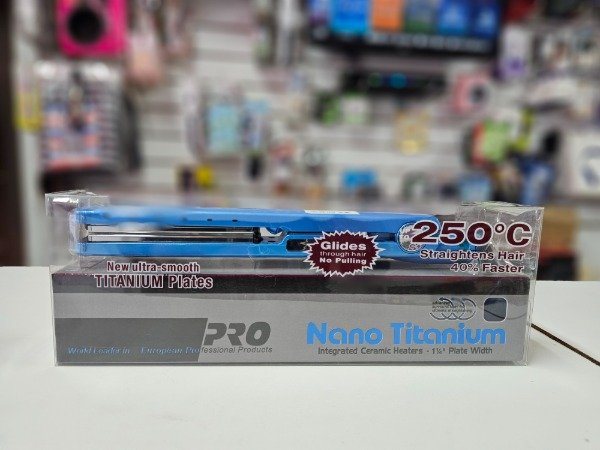 250°C
Straightens Hair
40% Faster
Glides
through hair
No Pulling
New ultra-smooth
TITANIUM Plates
PRO
World Leader in European Professional Products
Nano Titanium
Integrated Ceramic Heaters - 1¼" Plate Width